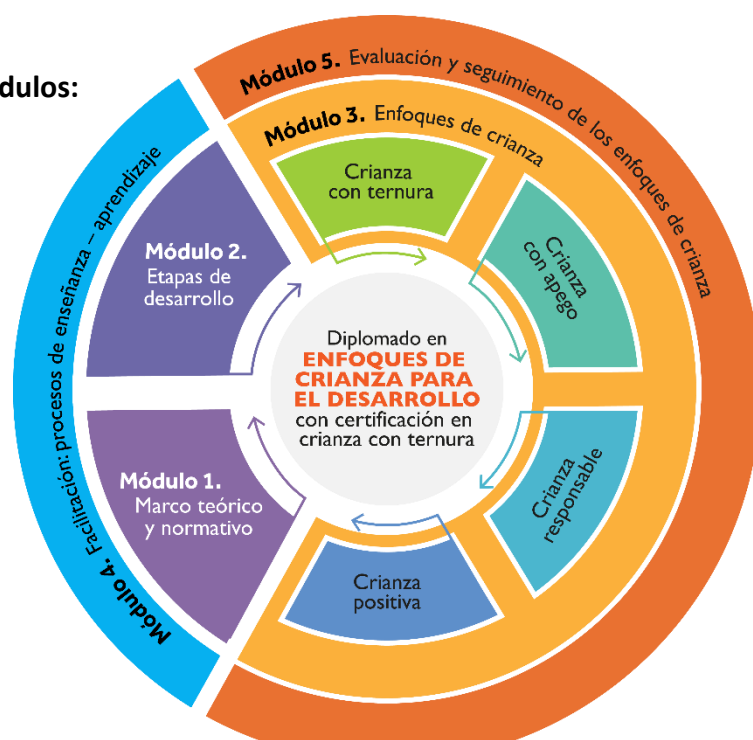 dulos:
Módulo 5. Evaluación y seguimiento de los enfoques de crianza
Módulo 3. Enfoques de crianza
Crianza
con ternura
Crianza
con apego
Crianza
responsable
Crianza
positiva
Módulo 4. Facilitación: procesos de enseñanza – aprendizaje
Módulo 2.
Etapas de
desarrollo
Módulo 1.
Marco teórico
y normativo
Diplomado en
ENFOQUES DE
CRIANZA PARA
EL DESARROLLO
con certificación en
crianza con ternura